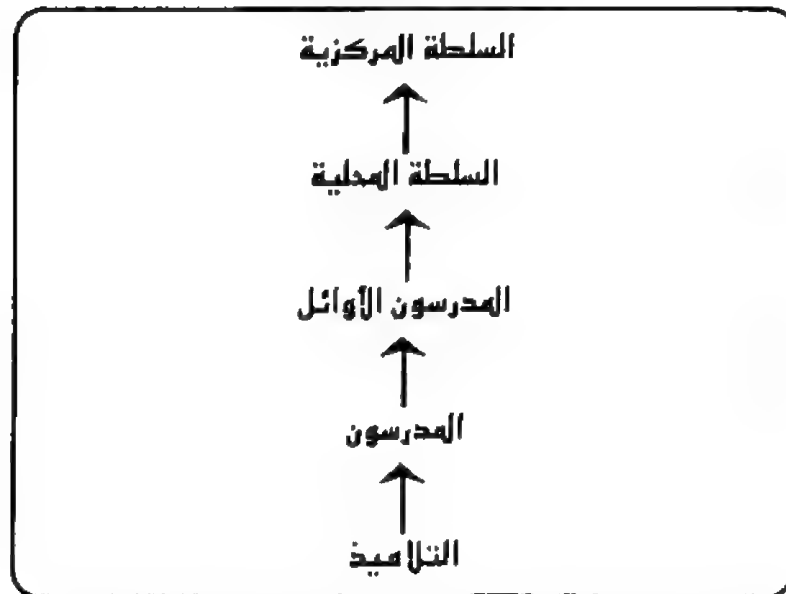 السلطة المركزية
السلطة المحلية
المدرسون الأوائل
المدرسون
التلاميذ